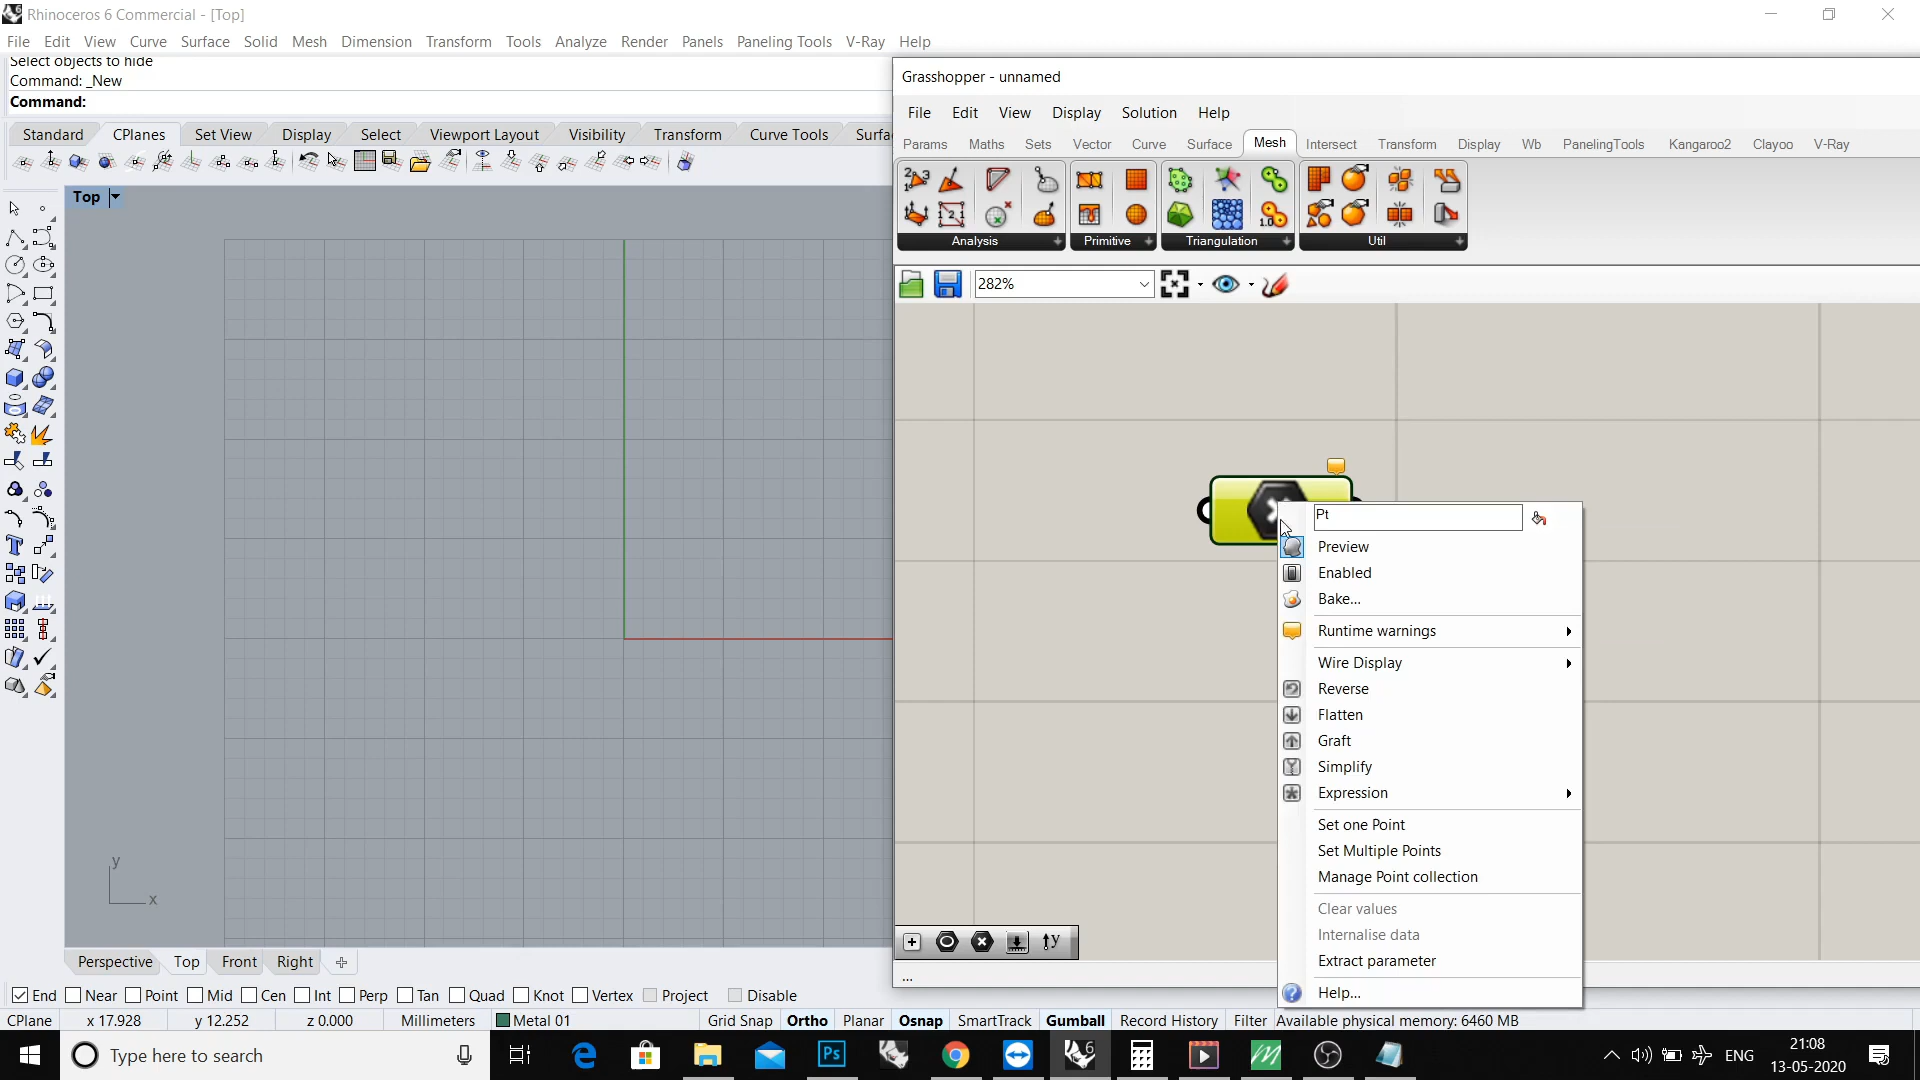 Rhinoceros 6 Commercial - [Top]
File Edit View Curve Surface Solid Mesh Dimension Transform Tools Analyze Render Panels Paneling Tools V-Ray Help
Select objects to hide
Command: _New
Command:
Standard CPlanes Set View Display Select Viewport Layout Visibility Transform Curve Tools Surfa
Top
Grasshopper - unnamed
File Edit View Display Solution Help
Params Maths Sets Vector Curve Surface Mesh Intersect Transform Display Wb PanelingTools Kangaroo2 Clayoo V-Ray
Analysis Primitive Triangulation Util
282%
Pt
Preview
Enabled
Bake...
Runtime warnings
Wire Display
Reverse
Flatten
Graft
Simplify
Expression
Set one Point
Set Multiple Points
Manage Point collection
Clear values
Internalise data
Extract parameter
Help...
y
x
...
Perspective Top Front Right
End Near Point Mid Cen Int Perp Tan Quad Knot Vertex Project Disable
CPlane x 17.928 y 12.252 z 0.000 Millimeters Metal 01 Grid Snap Ortho Planar Osnap SmartTrack Gumball Record History Filter Available physical memory: 6460 MB
Type here to search
Ps
6
ENG
21:08
13-05-2020